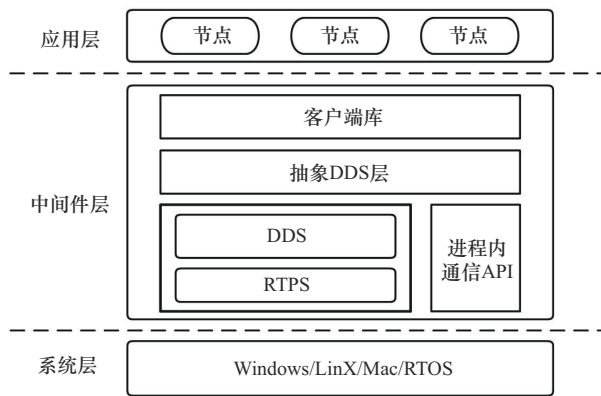 应用层
节点 节点 节点
中间件层
客户端库
抽象DDS层
DDS
RTPS
进程内
通信API
系统层
Windows/LinX/Mac/RTOS